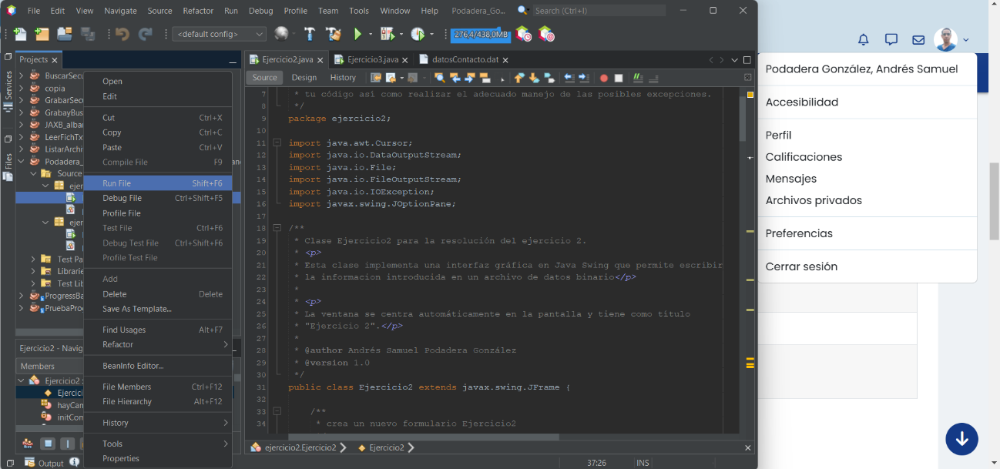 File Edit View Navigate Source Refactor Run Debug Profile Team Tools Window Help Podadera_Go... Search (Ctrl+I)
<default config> 276,4/438,0MB
Projects
Ejercicio2.java Ejercicio3.java datosContacto.dat
Source Design History
Services
Files
BuscarSecu
copia
GrabarSecu
GrabayBus
JAXB_alba
LeerFichTx
ListarArchi
Podadera_
Source
ejer
ejer
Test Pa
Librarie
Test Lib
ProgressBa
PruebaProg
Open
Edit
Cut Ctrl+X
Copy Ctrl+C
Paste Ctrl+V
Compile File F9
Run File Shift+F6
Debug File Ctrl+Shift+F5
Profile File
Test File Ctrl+F6
Debug Test File Ctrl+Shift+F6
Profile Test File
Add
Delete Delete
Save As Template...
Find Usages Alt+F7
Refactor
BeanInfo Editor...
File Members Ctrl+F12
File Hierarchy Alt+F12
History
Tools
Properties
Ejercicio2 - Navig
Members
Ejercicio2 :
Ejercici
hayCam
initCom
Output
7 * tu código así como realizar el adecuado manejo de las posibles excepciones.
8 */
9 package ejercicio2;
10
11 import java.awt.Cursor;
12 import java.io.DataOutputStream;
13 import java.io.File;
14 import java.io.FileOutputStream;
15 import java.io.IOException;
16 import javax.swing.JOptionPane;
17
18 /**
19 * Clase Ejercicio2 para la resolución del ejercicio 2.
20 * <p>
21 * Esta clase implementa una interfaz gráfica en Java Swing que permite escribir
22 * la informacion introducida en un archivo de datos binario</p>
23 *
24 * <p>
25 * La ventana se centra automáticamente en la pantalla y tiene como título
26 * "Ejercicio 2".</p>
27 *
28 * @author Andrés Samuel Podadera González
29 * @version 1.0
30 */
31 public class Ejercicio2 extends javax.swing.JFrame {
32
33 /**
34 * crea un nuevo formulario Ejercicio2
ejercicio2.Ejercicio2 Ejercicio2
37:26 INS
Podadera González, Andrés Samuel
Accesibilidad
Perfil
Calificaciones
Mensajes
Archivos privados
Preferencias
Cerrar sesión